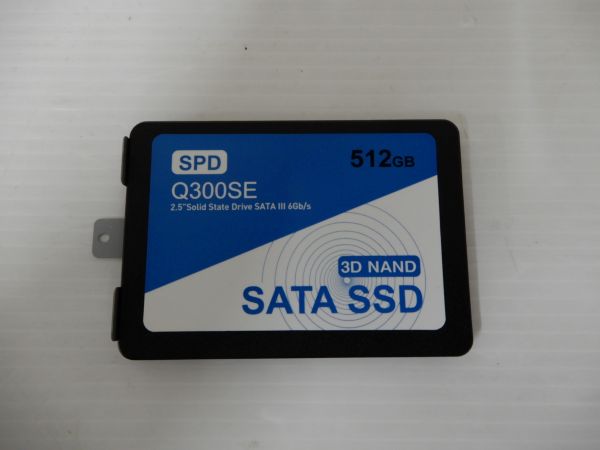 SPD
512GB
Q300SE
2.5"Solid State Drive SATA III 6Gb/s
3D NAND
SATA SSD